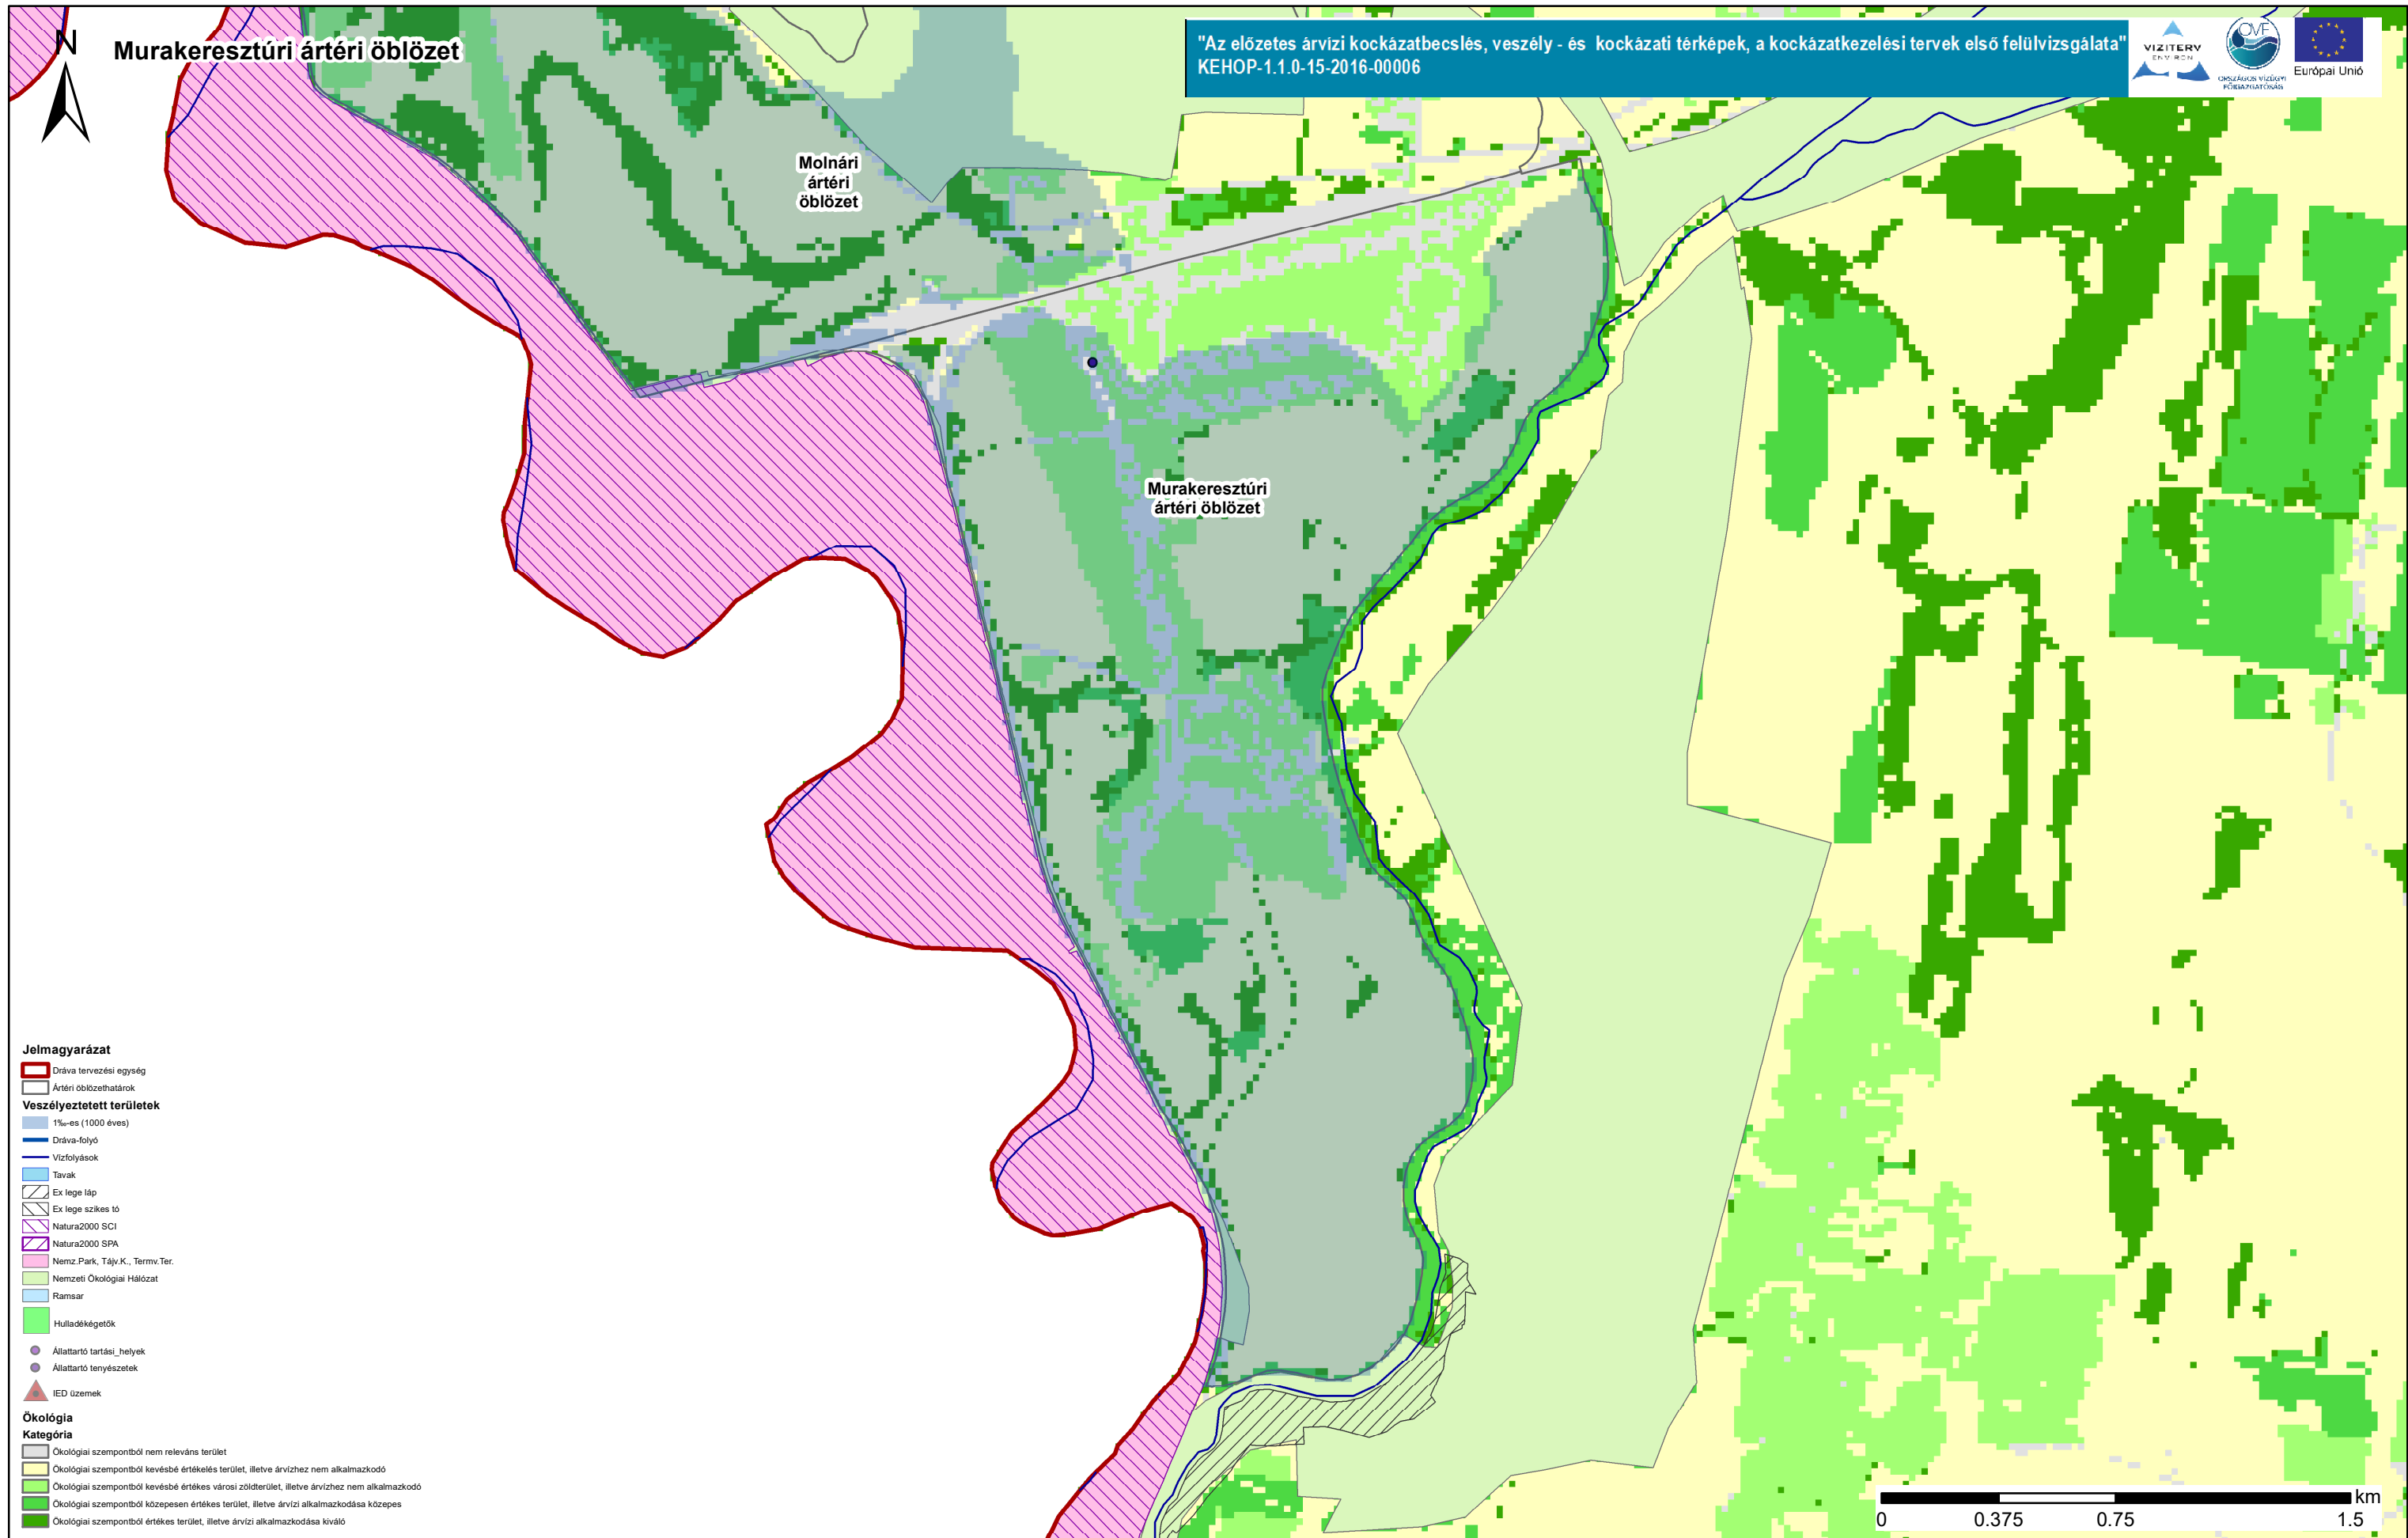 N
Murakeresztúri ártéri öblözet
"Az előzetes árvízi kockázatbecslés, veszély - és  kockázati térképek, a kockázatkezelési tervek első felülvizsgálata"
KEHOP-1.1.0-15-2016-00006
VIZITERV
ENVIRON
OVF
ORSZÁGOS VÍZÜGYI
FŐIGAZGATÓSÁG
Európai Unió
Molnári
ártéri
öblözet
Murakeresztúri
ártéri öblözet
Jelmagyarázat
Dráva tervezési egység
Ártéri öblözethatárok
Veszélyeztetett területek
1‰-es (1000 éves)
Dráva-folyó
Vízfolyások
Tavak
Ex lege láp
Ex lege szikes tó
Natura2000 SCI
Natura2000 SPA
Nemz.Park, Tájv.K., Termv.Ter.
Nemzeti Ökológiai Hálózat
Ramsar
Hulladékégetők
Állattartó tartási_helyek
Állattartó tenyészetek
IED üzemek
Ökológia
Kategória
Ökológiai szempontból nem releváns terület
Ökológiai szempontból kevésbé értékelés terület, illetve árvízhez nem alkalmazkodó
Ökológiai szempontból kevésbé értékes városi zöldterület, illetve árvízhez nem alkalmazkodó
Ökológiai szempontból közepesen értékes terület, illetve árvízi alkalmazkodása közepes
Ökológiai szempontból értékes terület, illetve árvízi alkalmazkodása kiváló
km
0 0.375 0.75 1.5